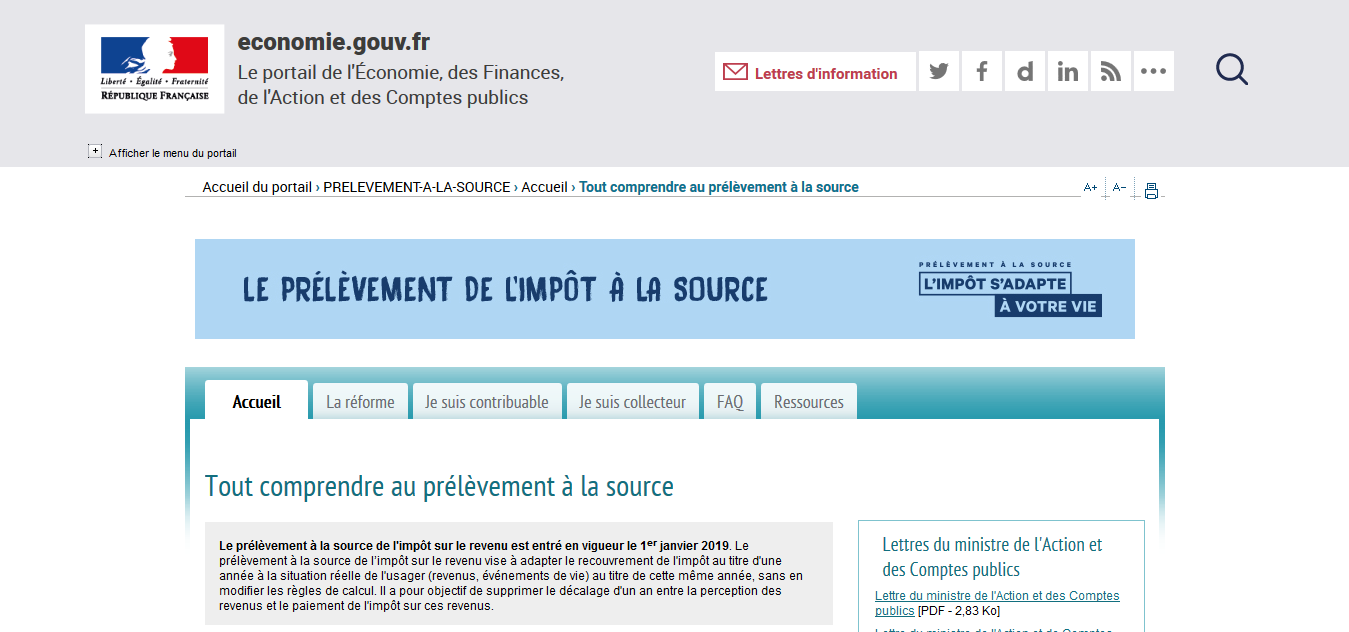 economie.gouv.fr
Le portail de l'Économie, des Finances,
de l'Action et des Comptes publics
Liberté • Égalité • Fraternité
RÉPUBLIQUE FRANÇAISE
Lettres d'information
Afficher le menu du portail
Accueil du portail › PRELEVEMENT-A-LA-SOURCE › Accueil › Tout comprendre au prélèvement à la source
A+ A-
LE PRÉLÈVEMENT DE L'IMPÔT À LA SOURCE
PRÉLÈVEMENT À LA SOURCE
L'IMPÔT S'ADAPTE
À VOTRE VIE
Accueil La réforme Je suis contribuable Je suis collecteur FAQ Ressources
Tout comprendre au prélèvement à la source
Le prélèvement à la source de l'impôt sur le revenu est entré en vigueur le 1er janvier 2019. Le
prélèvement à la source de l'impôt sur le revenu vise à adapter le recouvrement de l'impôt au titre d'une
année à la situation réelle de l'usager (revenus, événements de vie) au titre de cette même année, sans en
modifier les règles de calcul. Il a pour objectif de supprimer le décalage d'un an entre la perception des
revenus et le paiement de l'impôt sur ces revenus.
Lettres du ministre de l'Action et
des Comptes publics
Lettre du ministre de l'Action et des Comptes
publics [PDF - 2,83 Ko]